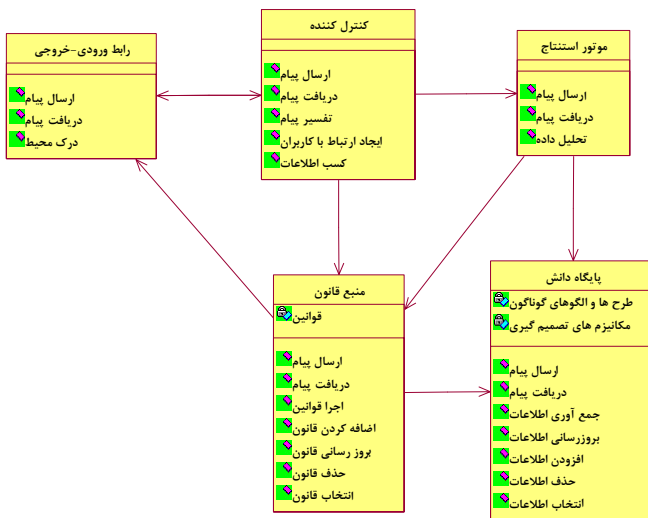 رابط ورودی-خروجی
ارسال پیام
دریافت پیام
درک محیط
کنترل کننده
ارسال پیام
دریافت پیام
تفسیر پیام
ایجاد ارتباط با کاربران
کسب اطلاعات
موتور استنتاج
ارسال پیام
دریافت پیام
تحلیل داده
منبع قانون
قوانین
ارسال پیام
دریافت پیام
اجرا قوانین
اضافه کردن قانون
بروز رسانی قانون
حذف قانون
انتخاب قانون
پایگاه دانش
طرح ها و الگوهای گوناگون
مکانیزم های تصمیم گیری
ارسال پیام
دریافت پیام
جمع آوری اطلاعات
بروزرسانی اطلاعات
افزودن اطلاعات
حذف اطلاعات
انتخاب اطلاعات